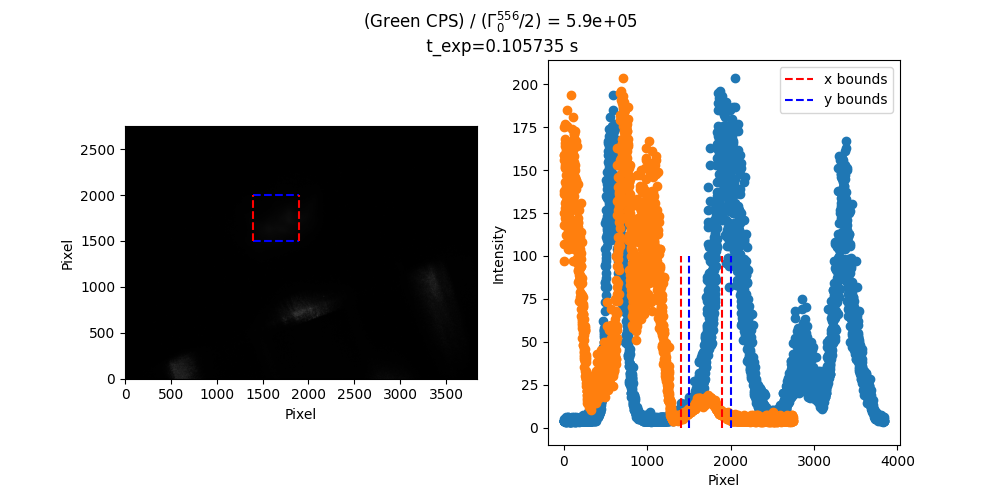 (Green CPS) / (Γ₀⁵⁵⁶/2) = 5.9e+05
t_exp=0.105735 s
Pixel
2500
2000
1500
1000
500
0
0 500 1000 1500 2000 2500 3000 3500
Pixel
Intensity
200
175
150
125
100
75
50
25
0
0 1000 2000 3000 4000
Pixel
x bounds
y bounds